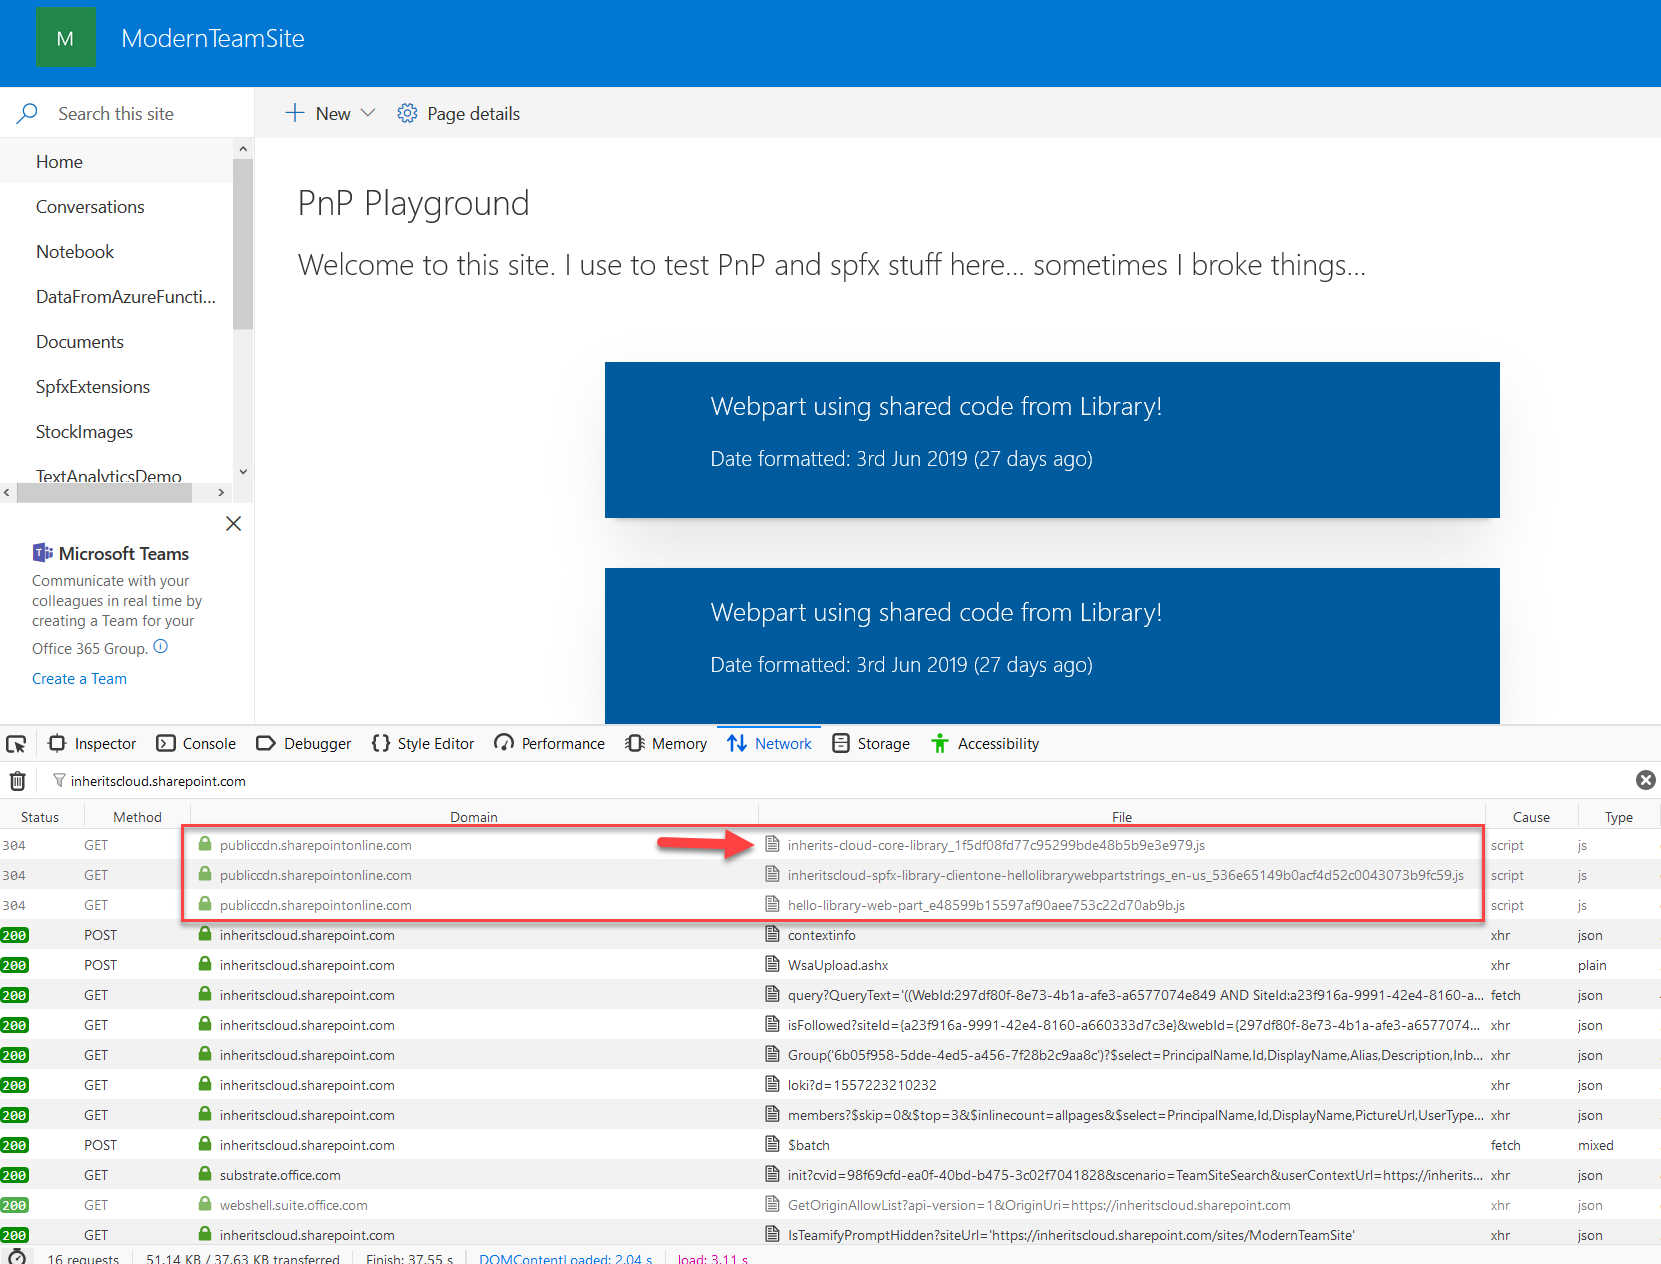 M ModernTeamSite
Search this site
New Page details
Home
Conversations
Notebook
DataFromAzureFuncti...
Documents
SpfxExtensions
StockImages
TextAnalyticsDemo
Microsoft Teams
Communicate with your
colleagues in real time by
creating a Team for your
Office 365 Group.
Create a Team
PnP Playground
Welcome to this site. I use to test PnP and spfx stuff here... sometimes I broke things...
Webpart using shared code from Library!
Date formatted: 3rd Jun 2019 (27 days ago)
Webpart using shared code from Library!
Date formatted: 3rd Jun 2019 (27 days ago)
Inspector Console Debugger {} Style Editor Performance Memory Network Storage Accessibility
inheritscloud.sharepoint.com
Status Method Domain File Cause Type
304 GET publiccdn.sharepointonline.com inherits-cloud-core-library_1f5df08fd77c95299bde48b5b9e3e979.js script js
304 GET publiccdn.sharepointonline.com inheritscloud-spfx-library-clientone-hellolibrarywebpartstrings_en-us_536e65149b0acf4d52c0043073b9fc59.js script js
304 GET publiccdn.sharepointonline.com hello-library-web-part_e48599b15597af90aee753c22d70ab9b.js script js
200 POST inheritscloud.sharepoint.com contextinfo xhr json
200 POST inheritscloud.sharepoint.com WsaUpload.ashx xhr plain
200 GET inheritscloud.sharepoint.com query?QueryText='((WebId:297df80f-8e73-4b1a-afe3-a6577074e849 AND SiteId:a23f916a-9991-42e4-8160-a... fetch json
200 GET inheritscloud.sharepoint.com isFollowed?siteId={a23f916a-9991-42e4-8160-a660333d7c3e}&webId={297df80f-8e73-4b1a-afe3-a6577074... xhr json
200 GET inheritscloud.sharepoint.com Group('6b05f958-5dde-4ed5-a456-7f28b2c9aa8c')?$select=PrincipalName,Id,DisplayName,Alias,Description,Inb... xhr json
200 GET inheritscloud.sharepoint.com loki?d=1557223210232 xhr json
200 GET inheritscloud.sharepoint.com members?$skip=0&$top=3&$inlinecount=allpages&$select=PrincipalName,Id,DisplayName,PictureUrl,UserType... xhr json
200 POST inheritscloud.sharepoint.com $batch fetch mixed
200 GET substrate.office.com init?cvid=98f69cfd-ea0f-40bd-b475-3c02f7041828&scenario=TeamSiteSearch&userContextUrl=https://inherits... xhr json
200 GET webshell.suite.office.com GetOriginAllowList?api-version=1&OriginUri=https://inheritscloud.sharepoint.com xhr json
200 GET inheritscloud.sharepoint.com IsTeamifyPromptHidden?siteUrl='https://inheritscloud.sharepoint.com/sites/ModernTeamSite' xhr json
16 requests 51.14 KB / 37.63 KB transferred Finish: 37.55 s DOMContentLoaded: 2.04 s load: 3.11 s